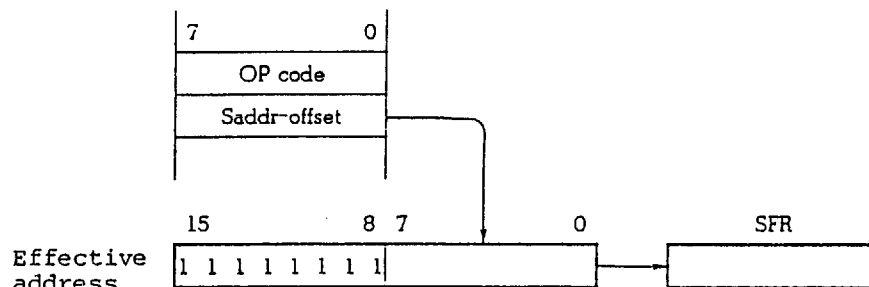 7 0
OP code
Saddr-offset
15 8 7 0 SFR
Effective
1 1 1 1 1 1 1 1
address